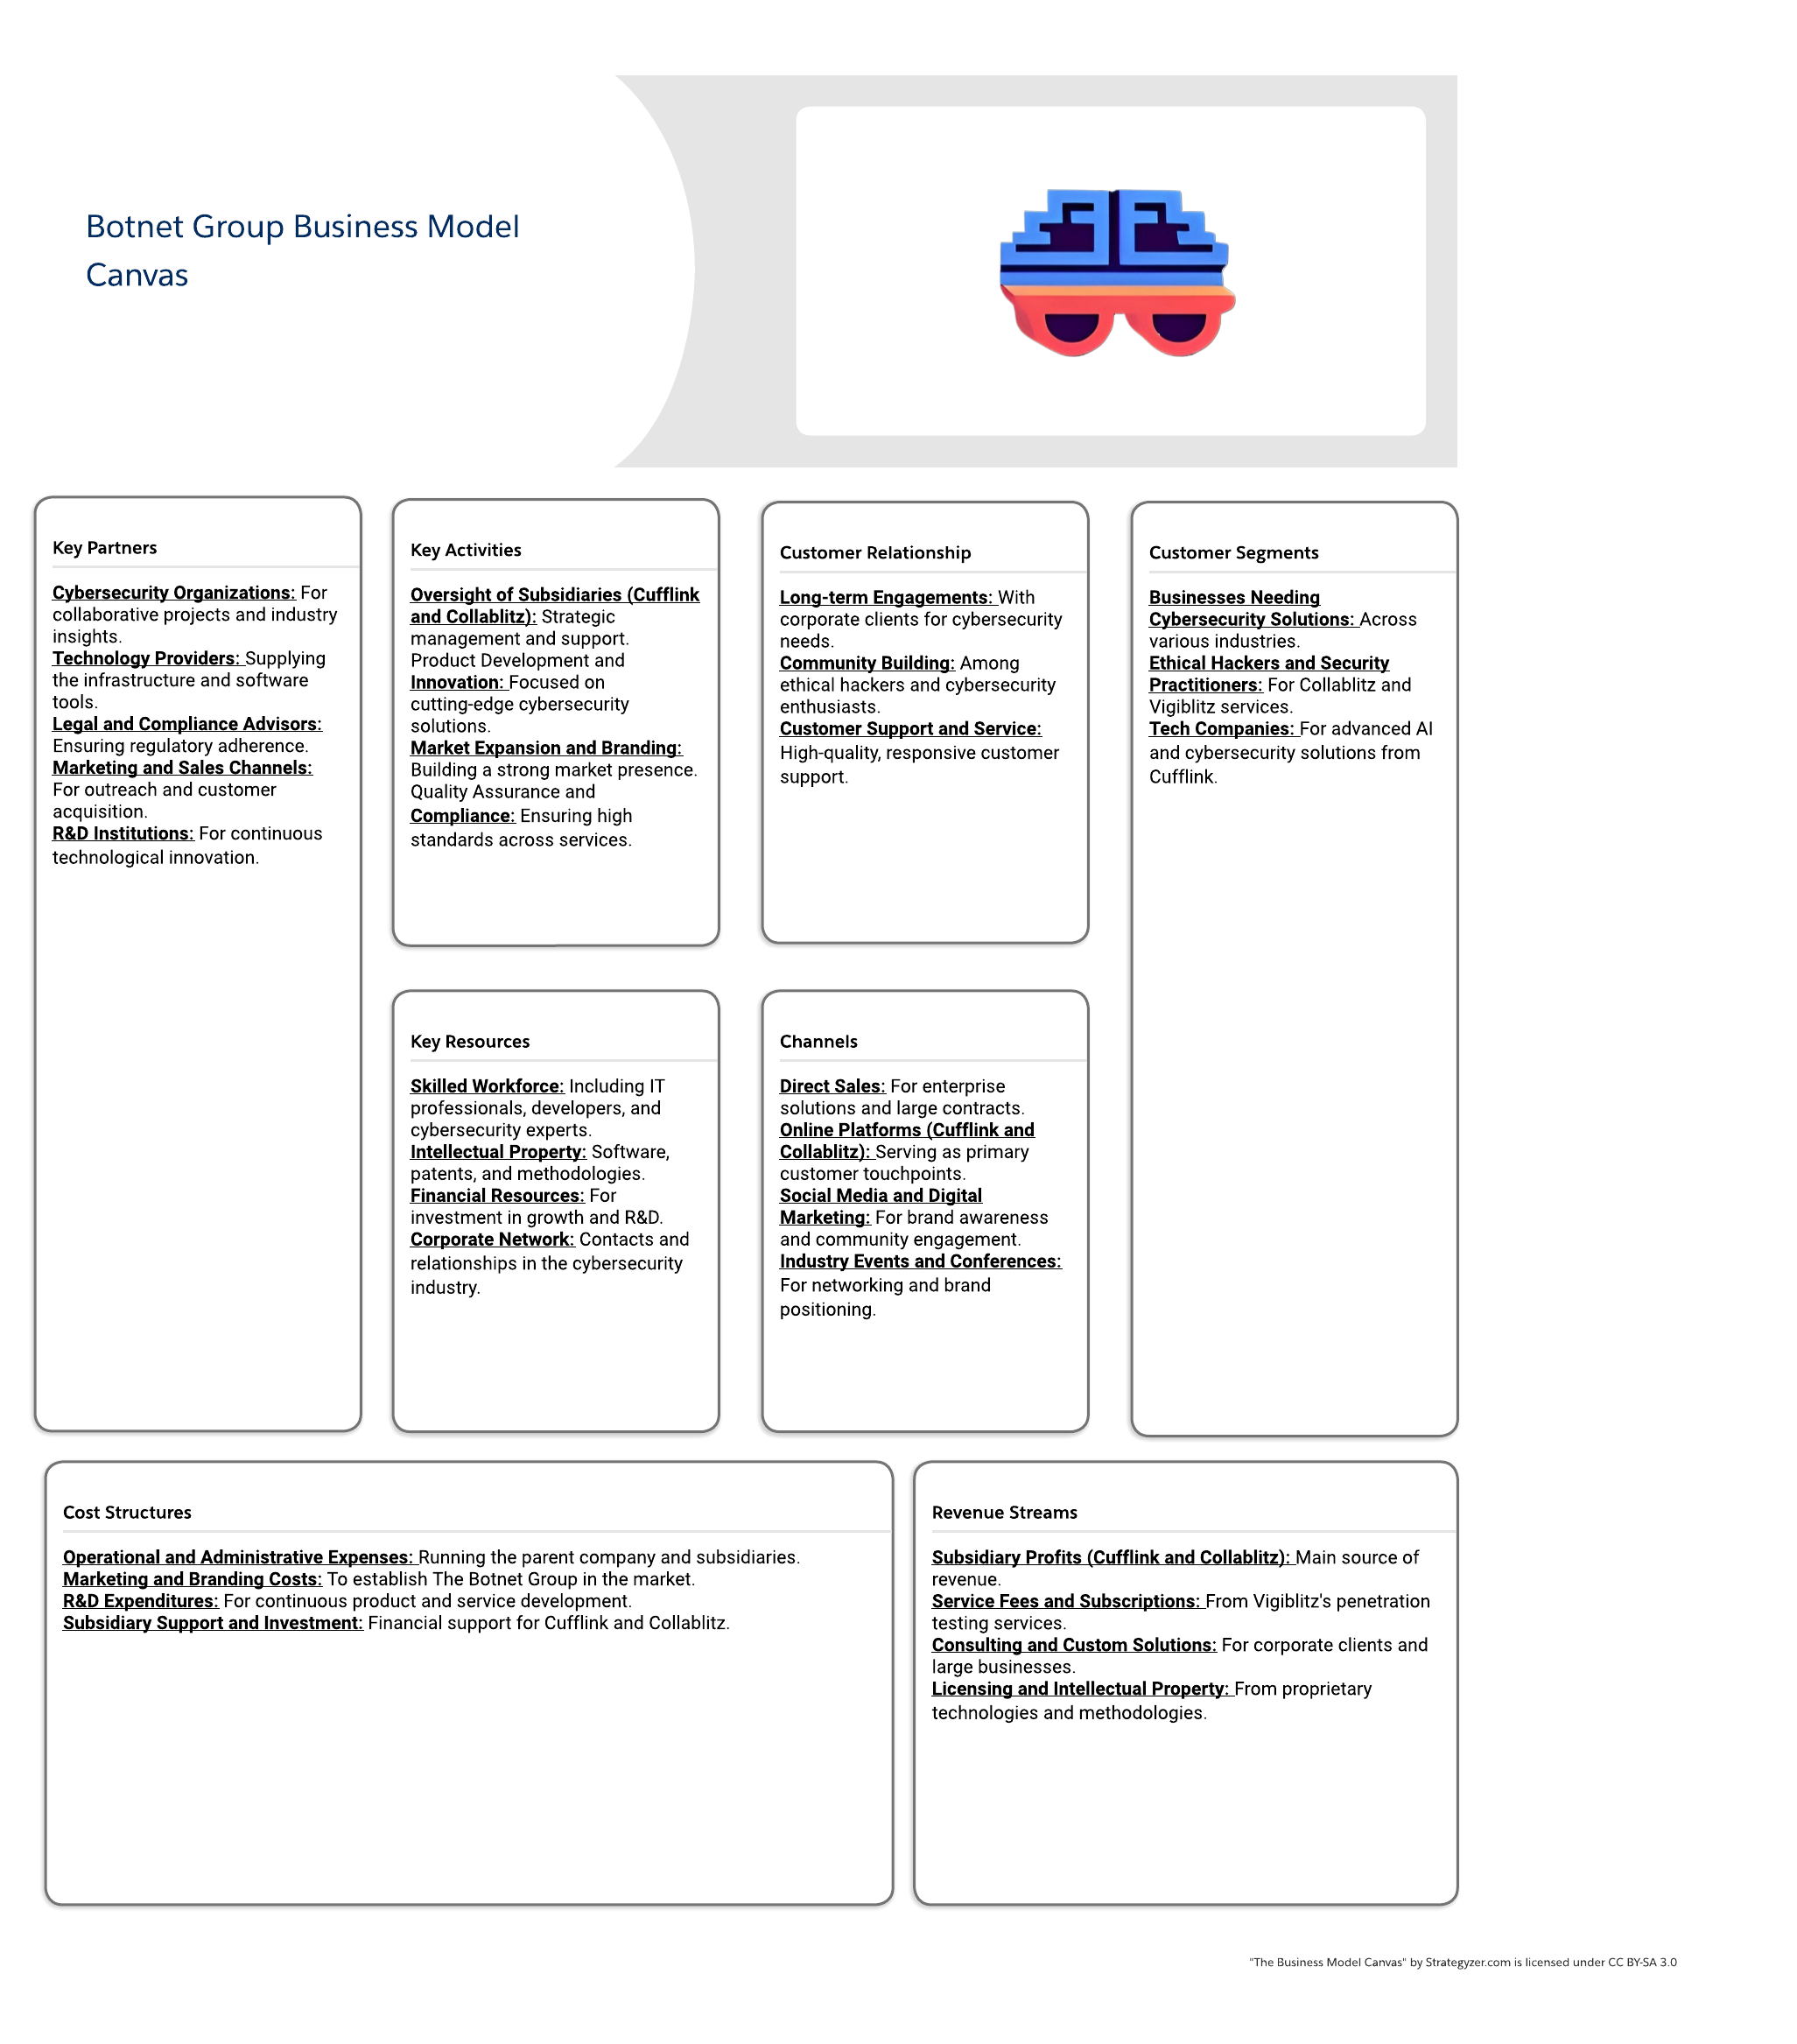 Botnet Group Business Model
Canvas
Key Partners
Cybersecurity Organizations: For
collaborative projects and industry
insights.
Technology Providers: Supplying
the infrastructure and software
tools.
Legal and Compliance Advisors:
Ensuring regulatory adherence.
Marketing and Sales Channels:
For outreach and customer
acquisition.
R&D Institutions: For continuous
technological innovation.
Key Activities
Oversight of Subsidiaries (Cufflink
and Collablitz): Strategic
management and support.
Product Development and
Innovation: Focused on
cutting-edge cybersecurity
solutions.
Market Expansion and Branding:
Building a strong market presence.
Quality Assurance and
Compliance: Ensuring high
standards across services.
Customer Relationship
Long-term Engagements: With
corporate clients for cybersecurity
needs.
Community Building: Among
ethical hackers and cybersecurity
enthusiasts.
Customer Support and Service:
High-quality, responsive customer
support.
Customer Segments
Businesses Needing
Cybersecurity Solutions: Across
various industries.
Ethical Hackers and Security
Practitioners: For Collablitz and
Vigiblitz services.
Tech Companies: For advanced AI
and cybersecurity solutions from
Cufflink.
Key Resources
Skilled Workforce: Including IT
professionals, developers, and
cybersecurity experts.
Intellectual Property: Software,
patents, and methodologies.
Financial Resources: For
investment in growth and R&D.
Corporate Network: Contacts and
relationships in the cybersecurity
industry.
Channels
Direct Sales: For enterprise
solutions and large contracts.
Online Platforms (Cufflink and
Collablitz): Serving as primary
customer touchpoints.
Social Media and Digital
Marketing: For brand awareness
and community engagement.
Industry Events and Conferences:
For networking and brand
positioning.
Cost Structures
Operational and Administrative Expenses: Running the parent company and subsidiaries.
Marketing and Branding Costs: To establish The Botnet Group in the market.
R&D Expenditures: For continuous product and service development.
Subsidiary Support and Investment: Financial support for Cufflink and Collablitz.
Revenue Streams
Subsidiary Profits (Cufflink and Collablitz): Main source of
revenue.
Service Fees and Subscriptions: From Vigiblitz's penetration
testing services.
Consulting and Custom Solutions: For corporate clients and
large businesses.
Licensing and Intellectual Property: From proprietary
technologies and methodologies.
"The Business Model Canvas" by Strategyzer.com is licensed under CC BY-SA 3.0